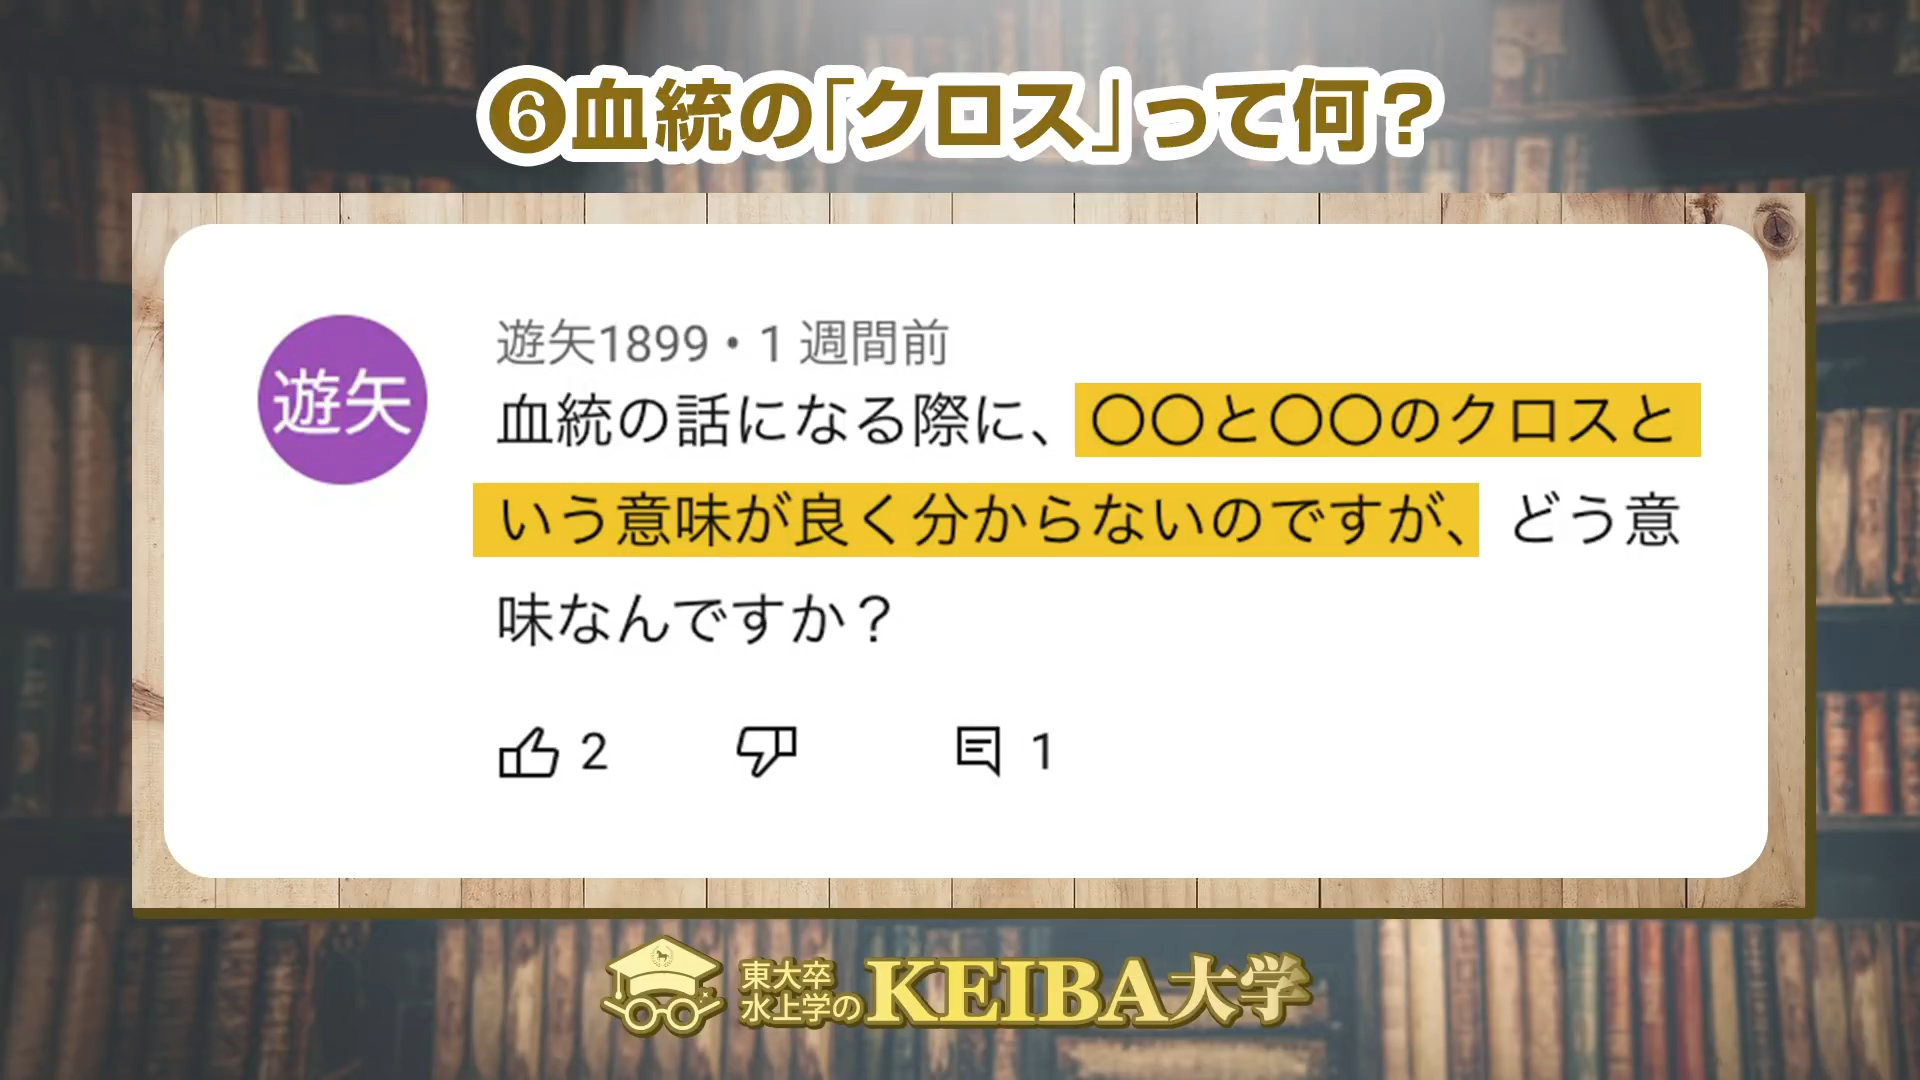 ❻血統の「クロス」って何？
遊矢
遊矢1899・1 週間前
血統の話になる際に、〇〇と〇〇のクロスと
いう意味が良く分からないのですが、どう意
味なんですか？
2
1
東大卒
水上学の
KEIBA大学